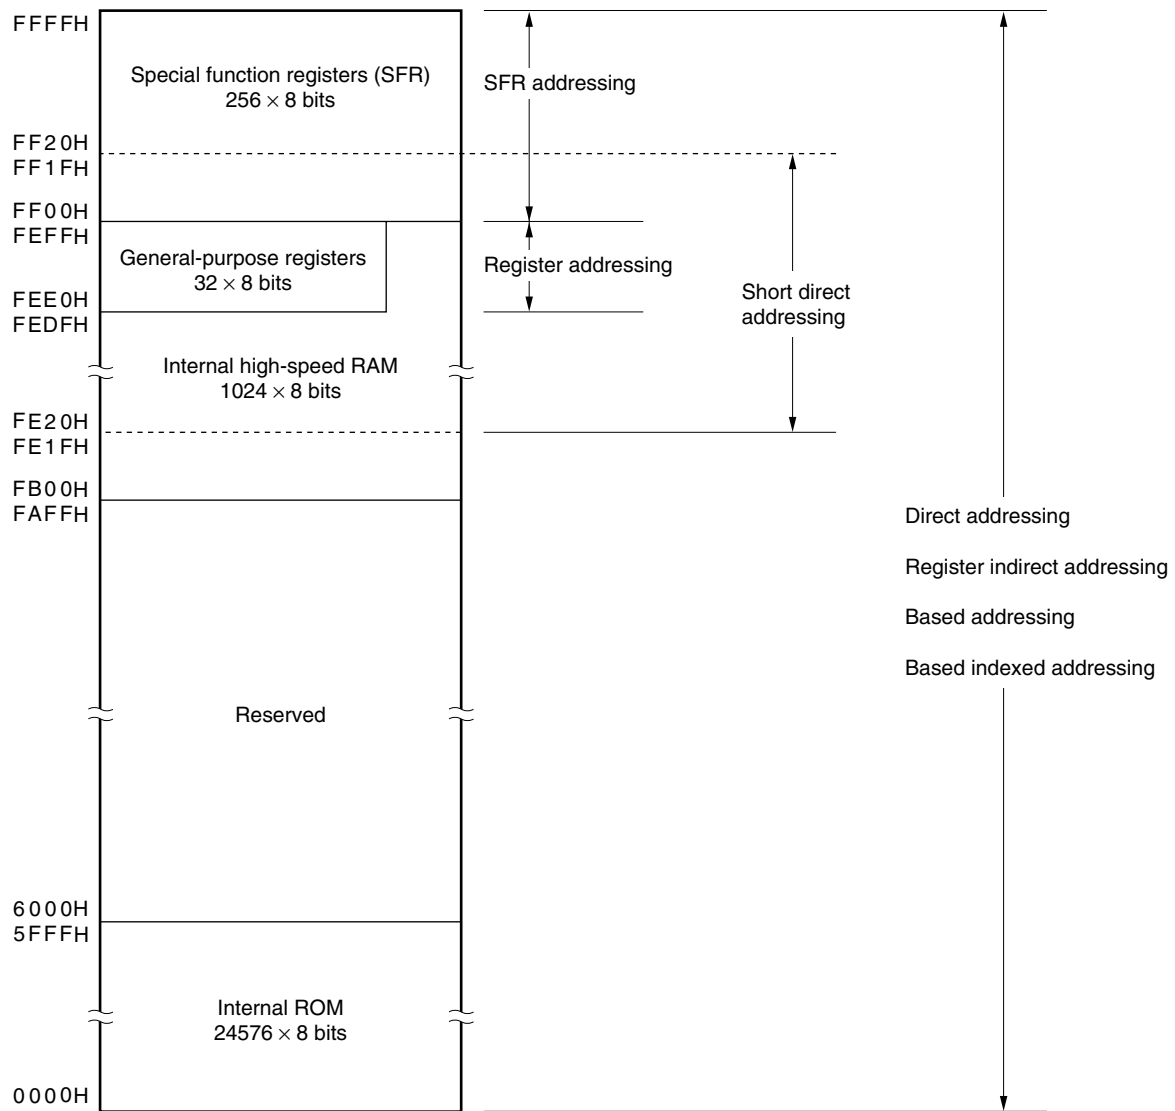 FFFFH
Special function registers (SFR)
256 × 8 bits
SFR addressing
FF20H
FF1FH
FF00H
FEFFH
General-purpose registers
32 × 8 bits
Register addressing
Short direct
addressing
FEE0H
FEDFH
Internal high-speed RAM
1024 × 8 bits
FE20H
FE1FH
FB00H
FAFFH
Direct addressing
Register indirect addressing
Based addressing
Based indexed addressing
Reserved
6000H
5FFFH
Internal ROM
24576 × 8 bits
0000H